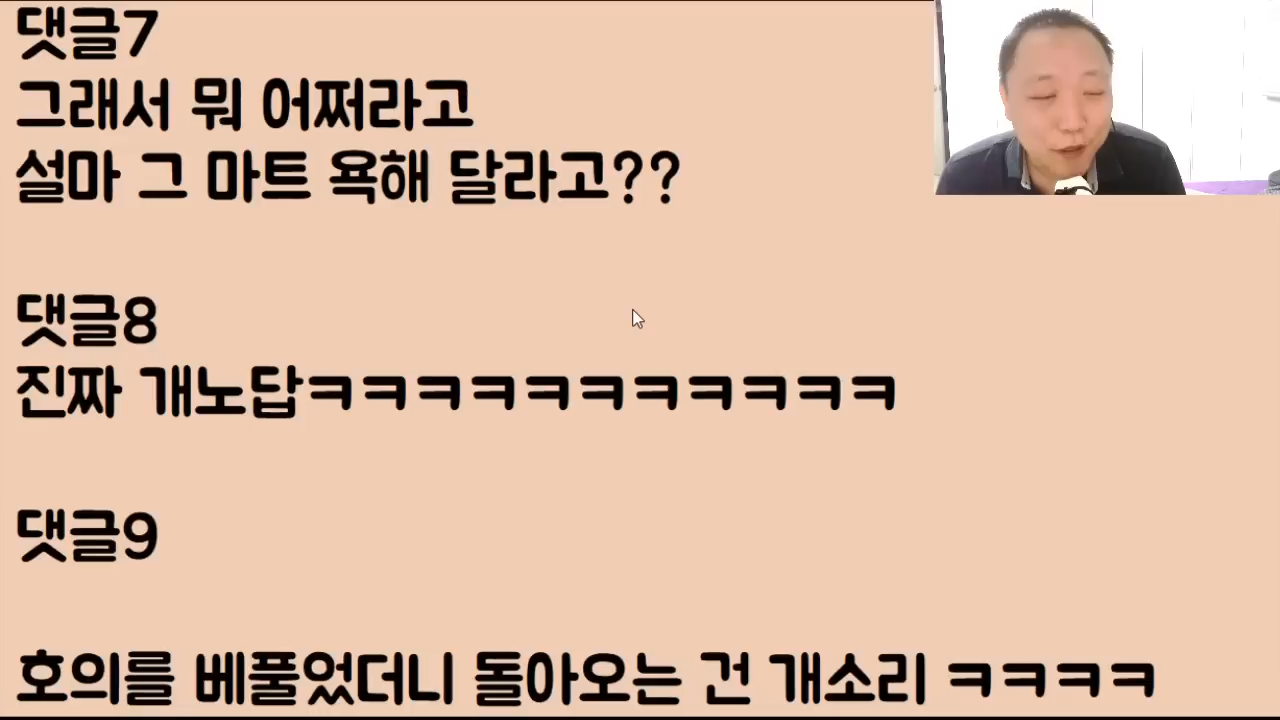 댓글7
그래서 뭐 어쩌라고
설마 그 마트 욕해 달라고??
댓글8
진짜 개노답ㅋㅋㅋㅋㅋㅋㅋㅋㅋㅋㅋ
댓글9
호의를 베풀었더니 돌아오는 건 개소리 ㅋㅋㅋㅋ